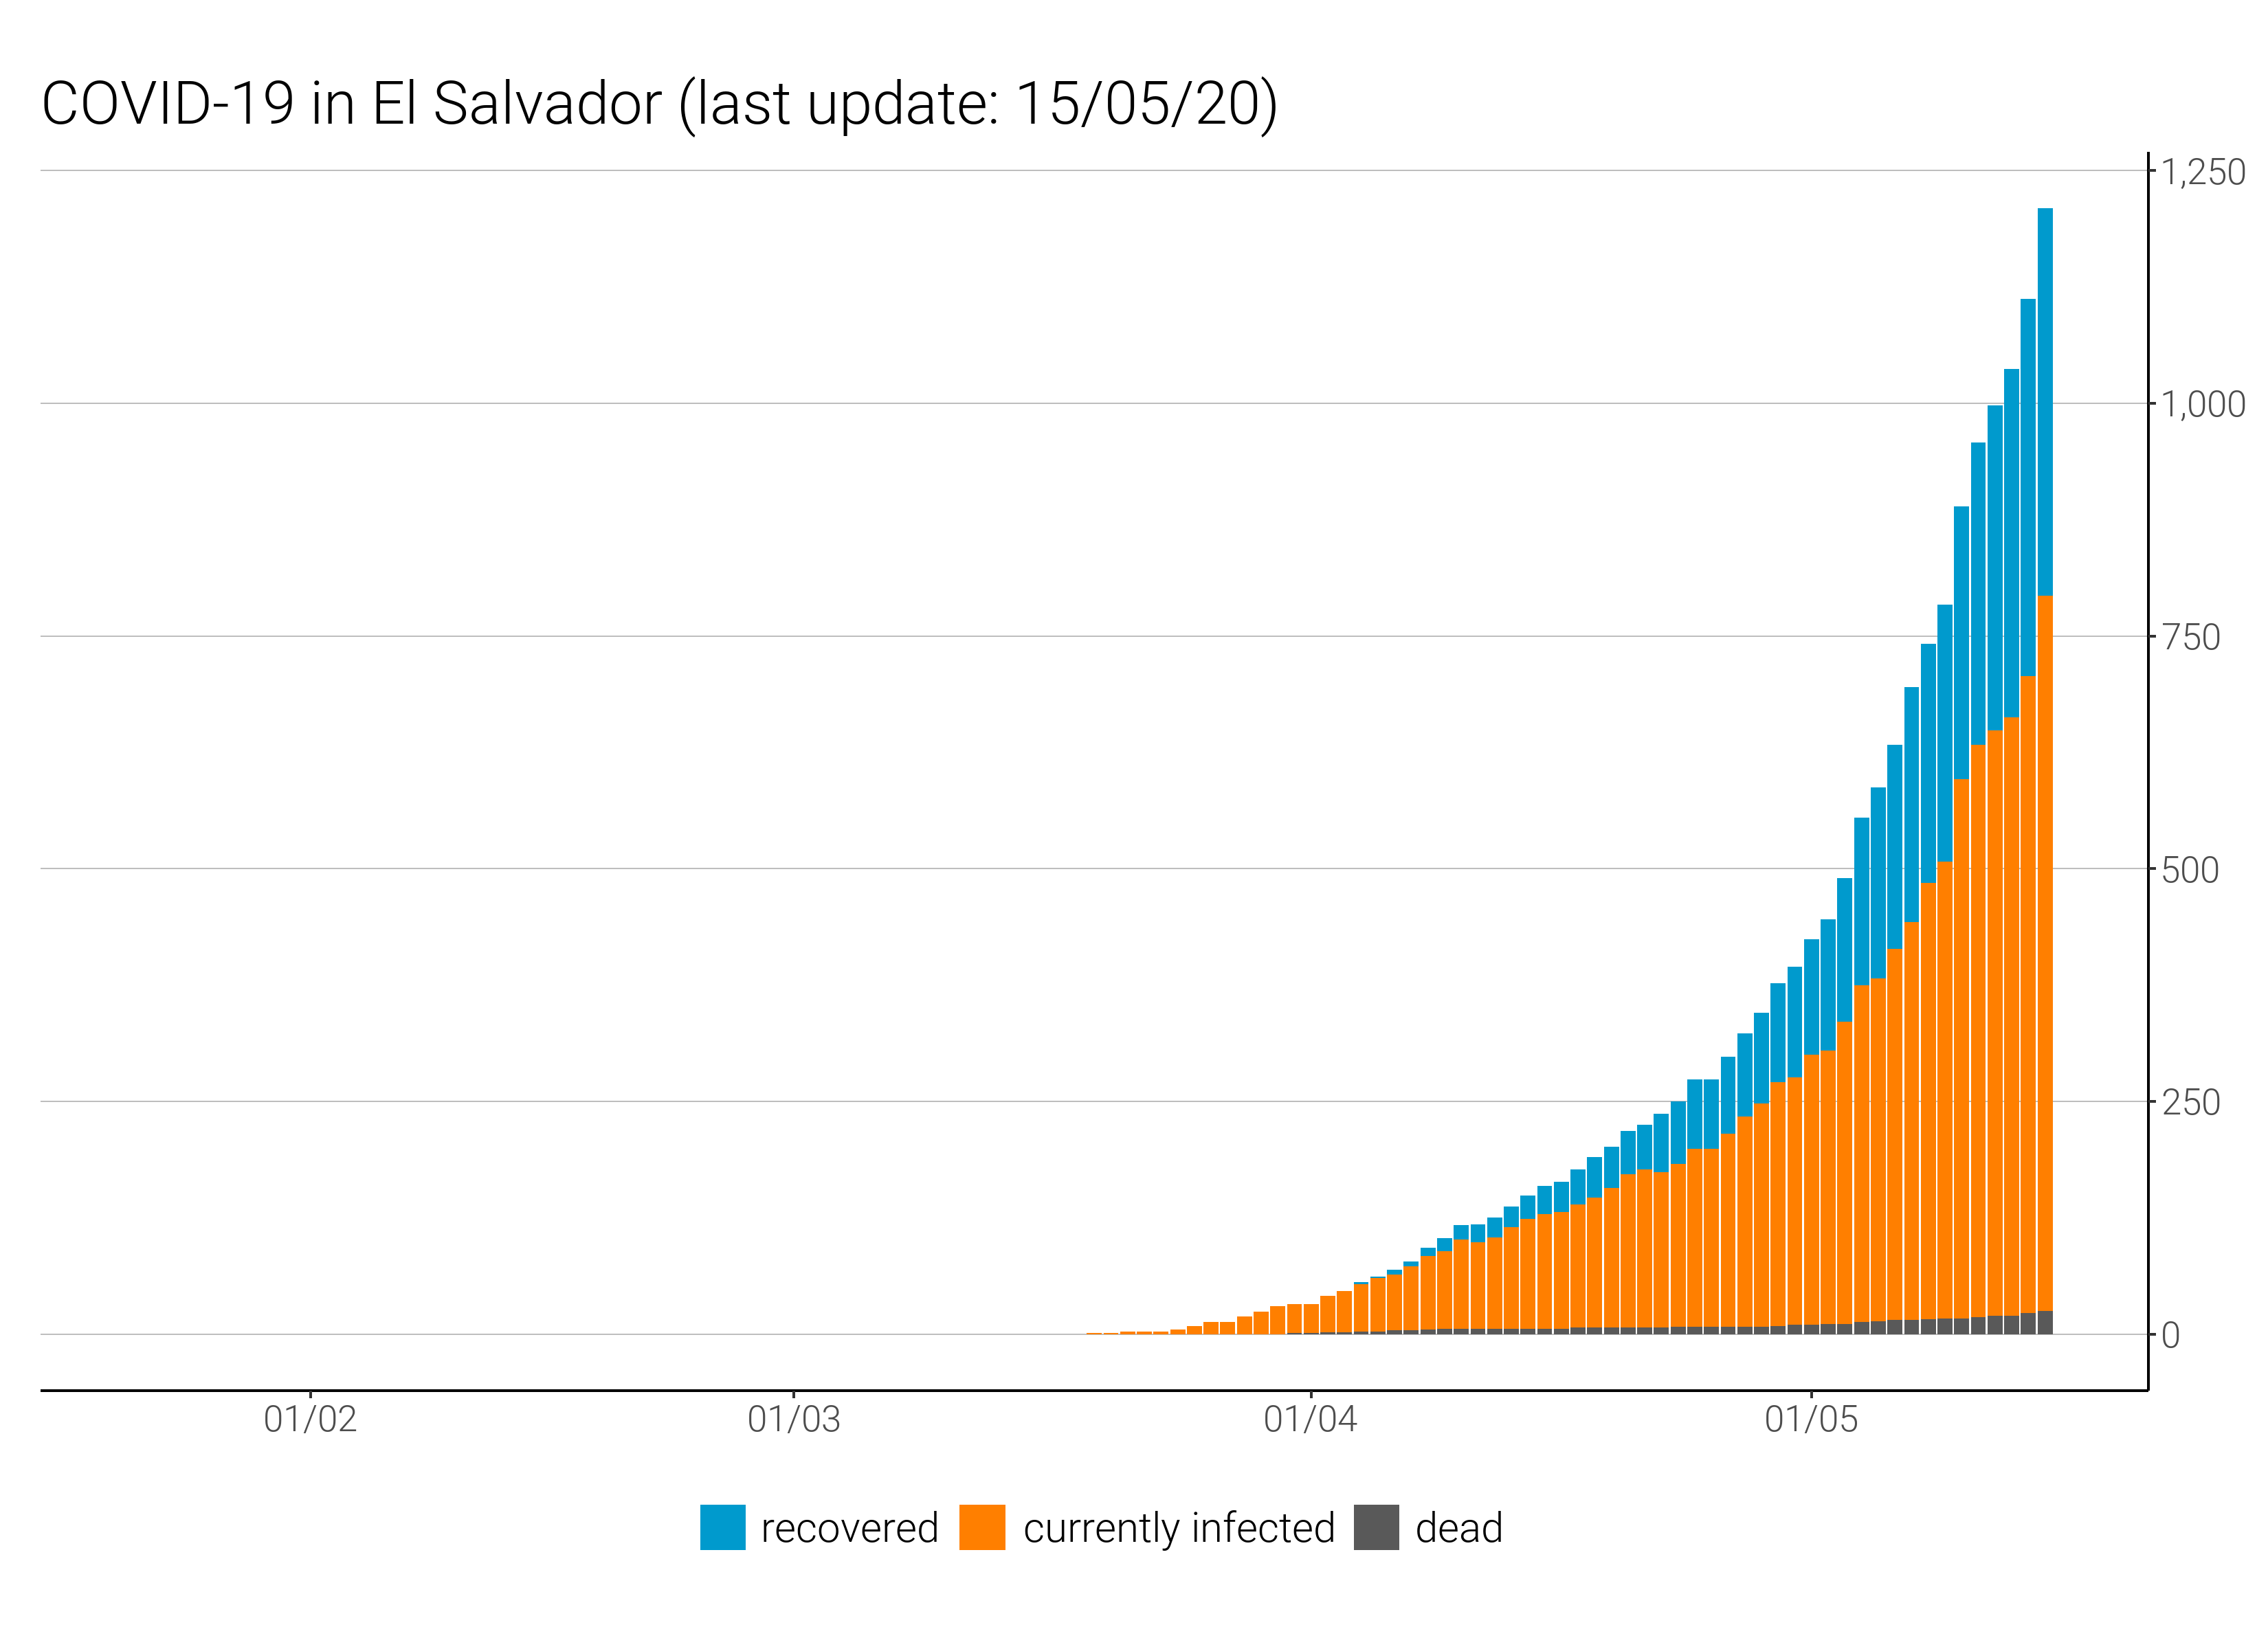 COVID-19 in El Salvador (last update: 15/05/20)
1,250
1,000
750
500
250
0
01/02 01/03 01/04 01/05
recovered currently infected dead